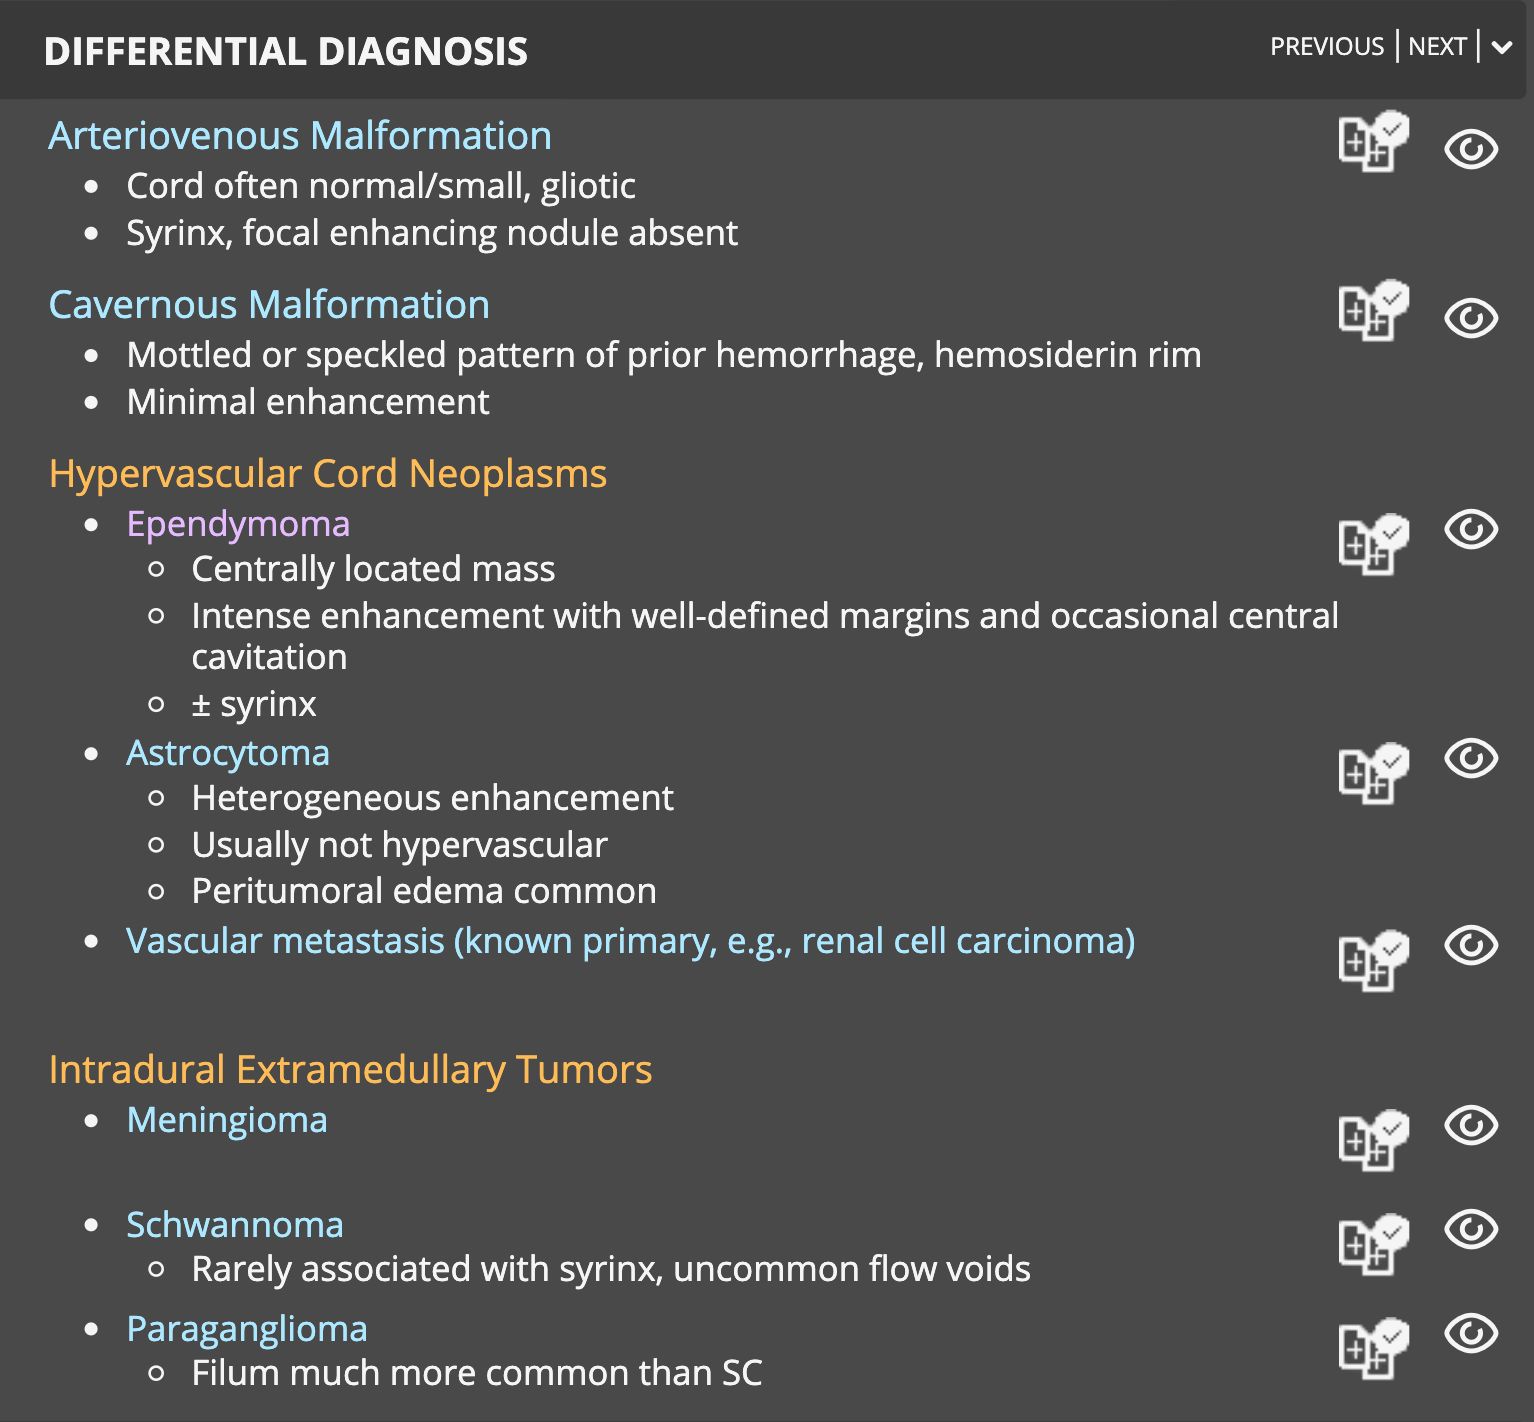 DIFFERENTIAL DIAGNOSIS
PREVIOUS | NEXT |
Arteriovenous Malformation
• Cord often normal/small, gliotic
• Syrinx, focal enhancing nodule absent
Cavernous Malformation
• Mottled or speckled pattern of prior hemorrhage, hemosiderin rim
• Minimal enhancement
Hypervascular Cord Neoplasms
• Ependymoma
○ Centrally located mass
○ Intense enhancement with well-defined margins and occasional central
cavitation
○ ± syrinx
• Astrocytoma
○ Heterogeneous enhancement
○ Usually not hypervascular
○ Peritumoral edema common
• Vascular metastasis (known primary, e.g., renal cell carcinoma)
Intradural Extramedullary Tumors
• Meningioma
• Schwannoma
○ Rarely associated with syrinx, uncommon flow voids
• Paraganglioma
○ Filum much more common than SC